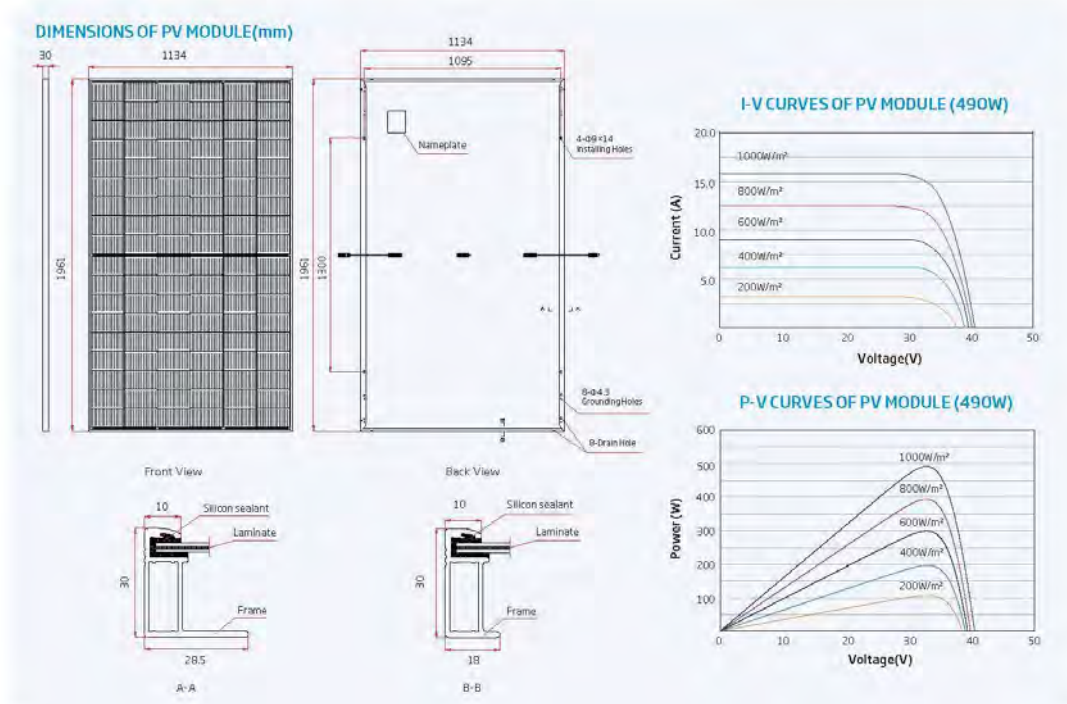 DIMENSIONS OF PV MODULE(mm)
30
1134
1961
Front View
1134
1095
Nameplate
4-Φ9×14
Installing Holes
1961
1300
A
A
8-Φ4.3
Grounding Holes
8-Drain Hole
B
Back View
10
Silicon sealant
Laminate
30
Frame
28.5
A-A
10
Silicon sealant
Laminate
30
Frame
18
B-B
I-V CURVES OF PV MODULE (490W)
20.0
15.0
10.0
5.0
Current (A)
1000W/m²
800W/m²
600W/m²
400W/m²
200W/m²
0 10 20 30 40 50
Voltage(V)
P-V CURVES OF PV MODULE (490W)
600
500
400
300
200
100
Power (W)
1000W/m²
800W/m²
600W/m²
400W/m²
200W/m²
0 10 20 30 40 50
Voltage(V)